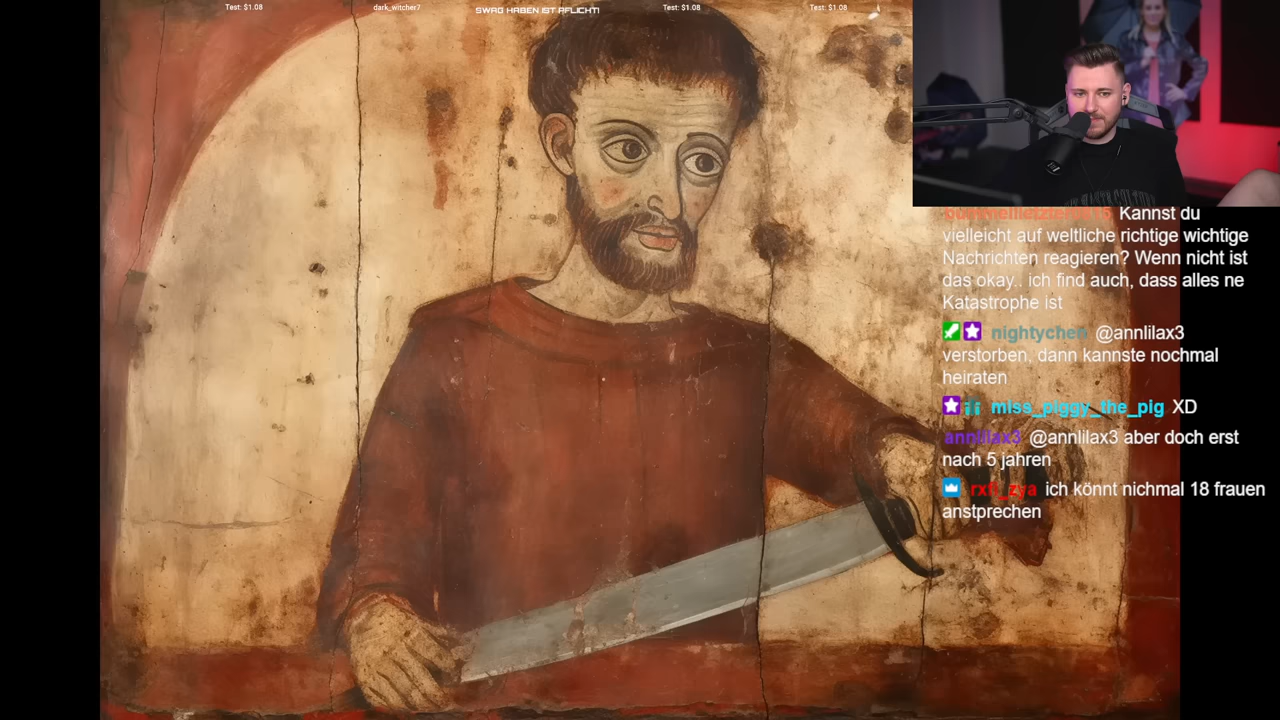 Test: $1.08
dark_witcher7
SWAG HABEN IST PFLICHT!
Test: $1.08
Test: $1.08
Kannst du
vielleicht auf weltliche richtige wichtige
Nachrichten reagieren? Wenn nicht ist
das okay.. ich find auch, dass alles ne
Katastrophe ist
nightychen @annlilax3
verstorben, dann kannste nochmal
heiraten
miss_piggy_the_pig XD
annlilax3 @annlilax3 aber doch erst
nach 5 jahren
ich könnt nichmal 18 frauen
anstprechen